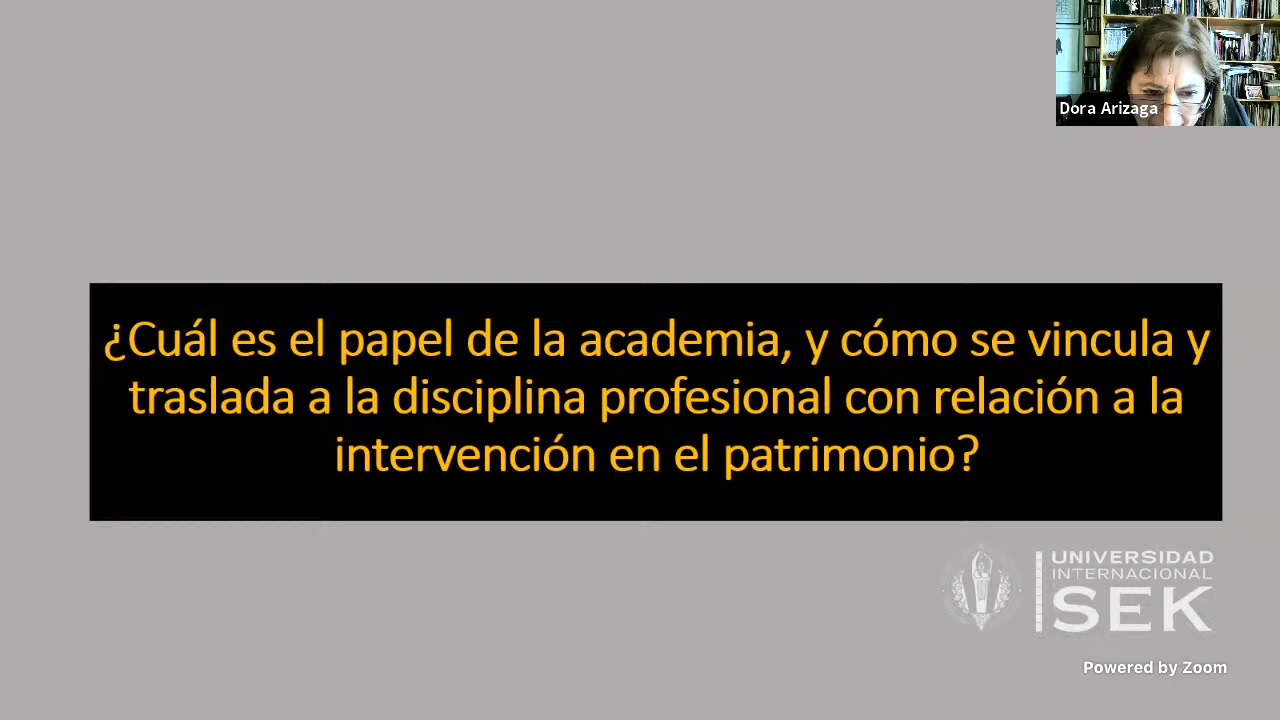 Dora Arizaga
¿Cuál es el papel de la academia, y cómo se vincula y
traslada a la disciplina profesional con relación a la
intervención en el patrimonio?
UNIVERSIDAD
INTERNACIONAL
SEK
Powered by Zoom